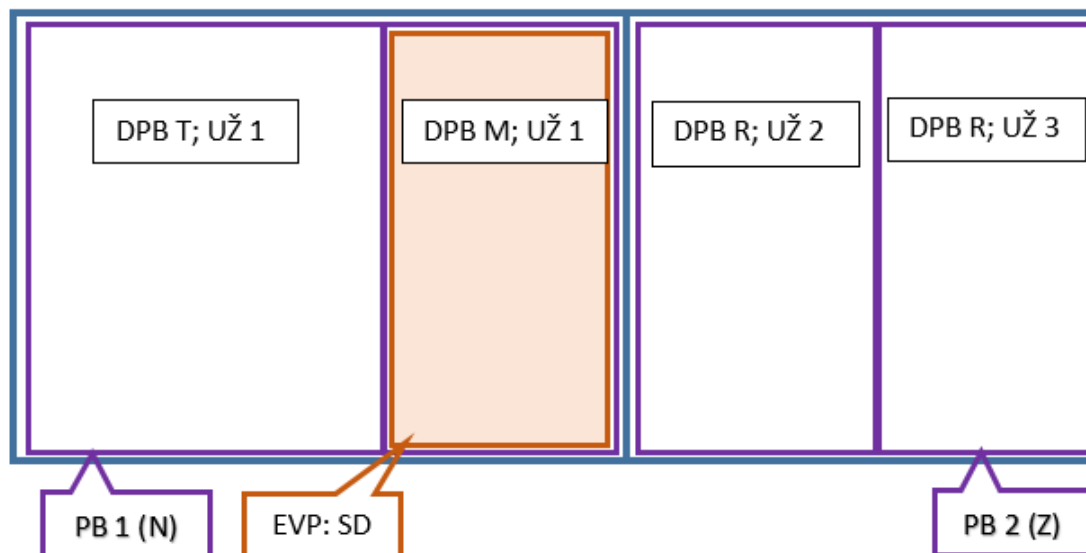 DPB T; UŽ 1
DPB M; UŽ 1
DPB R; UŽ 2
DPB R; UŽ 3
PB 1 (N)
EVP: SD
PB 2 (Z)